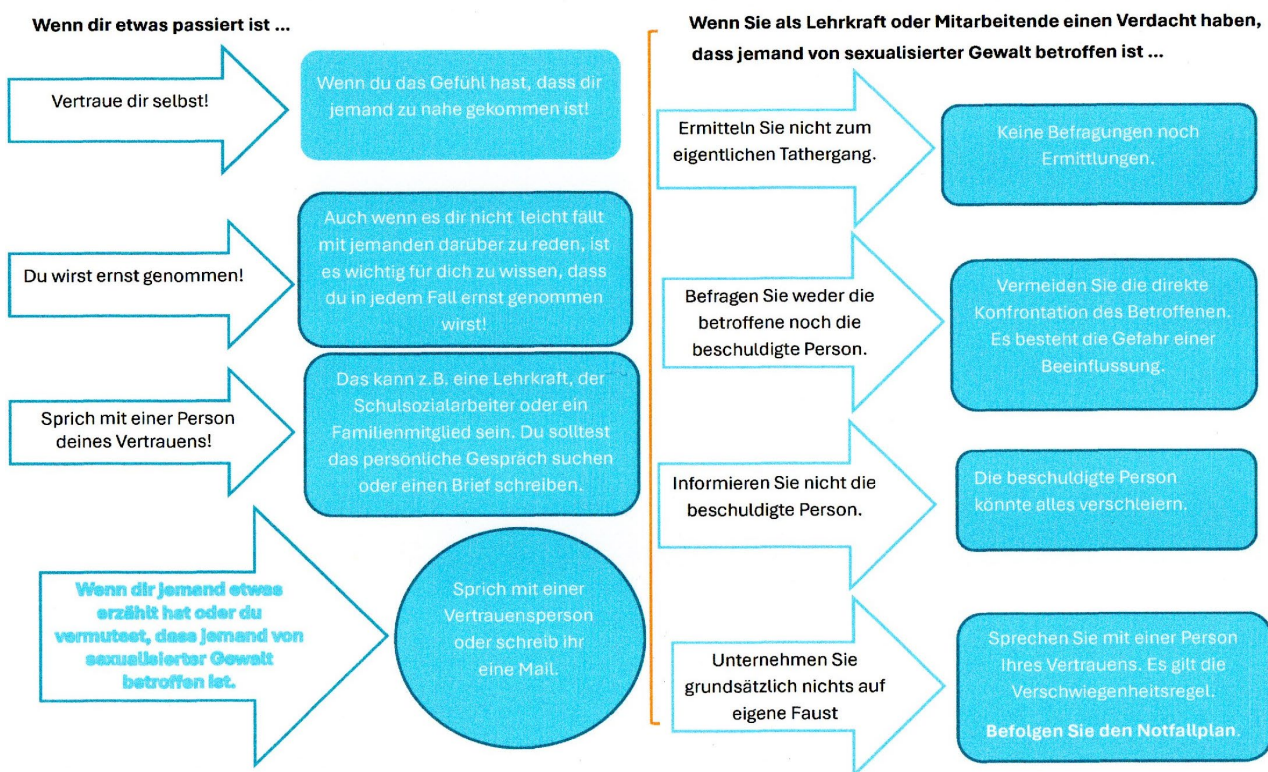 Wenn dir etwas passiert ist ...
Vertraue dir selbst!
Wenn du das Gefühl hast, dass dir
jemand zu nahe gekommen ist!
Du wirst ernst genommen!
Auch wenn es dir nicht leicht fällt
mit jemanden darüber zu reden, ist
es wichtig für dich zu wissen, dass
du in jedem Fall ernst genommen
wirst!
Sprich mit einer Person
deines Vertrauens!
Das kann z.B. eine Lehrkraft, der
Schulsozialarbeiter oder ein
Familienmitglied sein. Du solltest
das persönliche Gespräch suchen
oder einen Brief schreiben.
Wenn dir jemand etwas
erzählt hat oder du
vermutest, dass jemand von
sexualisierter Gewalt
betroffen ist.
Sprich mit einer
Vertrauensperson
oder schreib ihr
eine Mail.
Wenn Sie als Lehrkraft oder Mitarbeitende einen Verdacht haben,
dass jemand von sexualisierter Gewalt betroffen ist ...
Ermitteln Sie nicht zum
eigentlichen Tathergang.
Keine Befragungen noch
Ermittlungen.
Befragen Sie weder die
betroffene noch die
beschuldigte Person.
Vermeiden Sie die direkte
Konfrontation des Betroffenen.
Es besteht die Gefahr einer
Beeinflussung.
Informieren Sie nicht die
beschuldigte Person.
Die beschuldigte Person
könnte alles verschleiern.
Unternehmen Sie
grundsätzlich nichts auf
eigene Faust
Sprechen Sie mit einer Person
Ihres Vertrauens. Es gilt die
Verschwiegenheitsregel.
Befolgen Sie den Notfallplan.